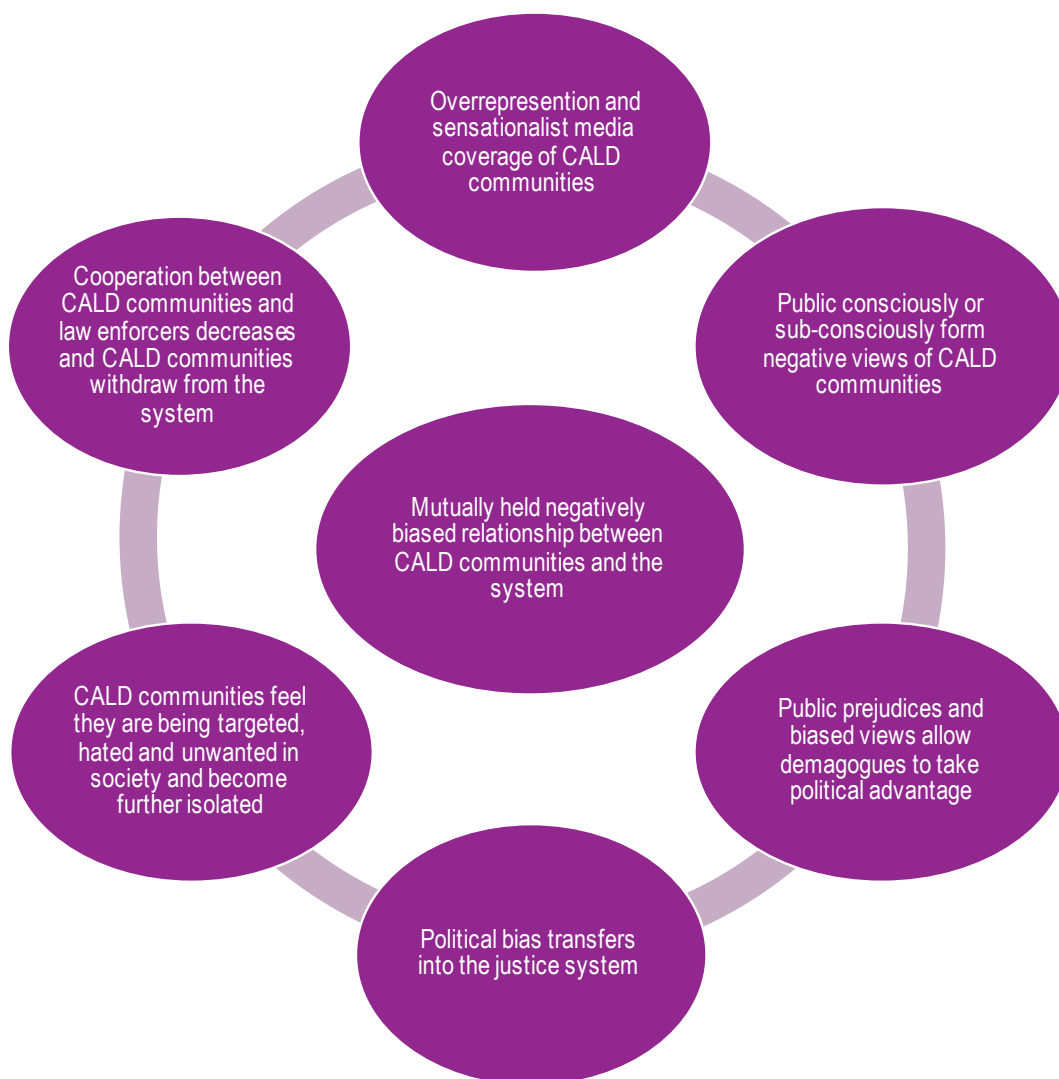 Overrepresention and
sensationalist media
coverage of CALD
communities
Public consciously or
sub-consciously form
negative views of CALD
communities
Public prejudices and
biased views allow
demagogues to take
political advantage
Political bias transfers
into the justice system
CALD communities feel
they are being targeted,
hated and unwanted in
society and become
further isolated
Cooperation between
CALD communities and
law enforcers decreases
and CALD communities
withdraw from the
system
Mutually held negatively
biased relationship between
CALD communities and the
system